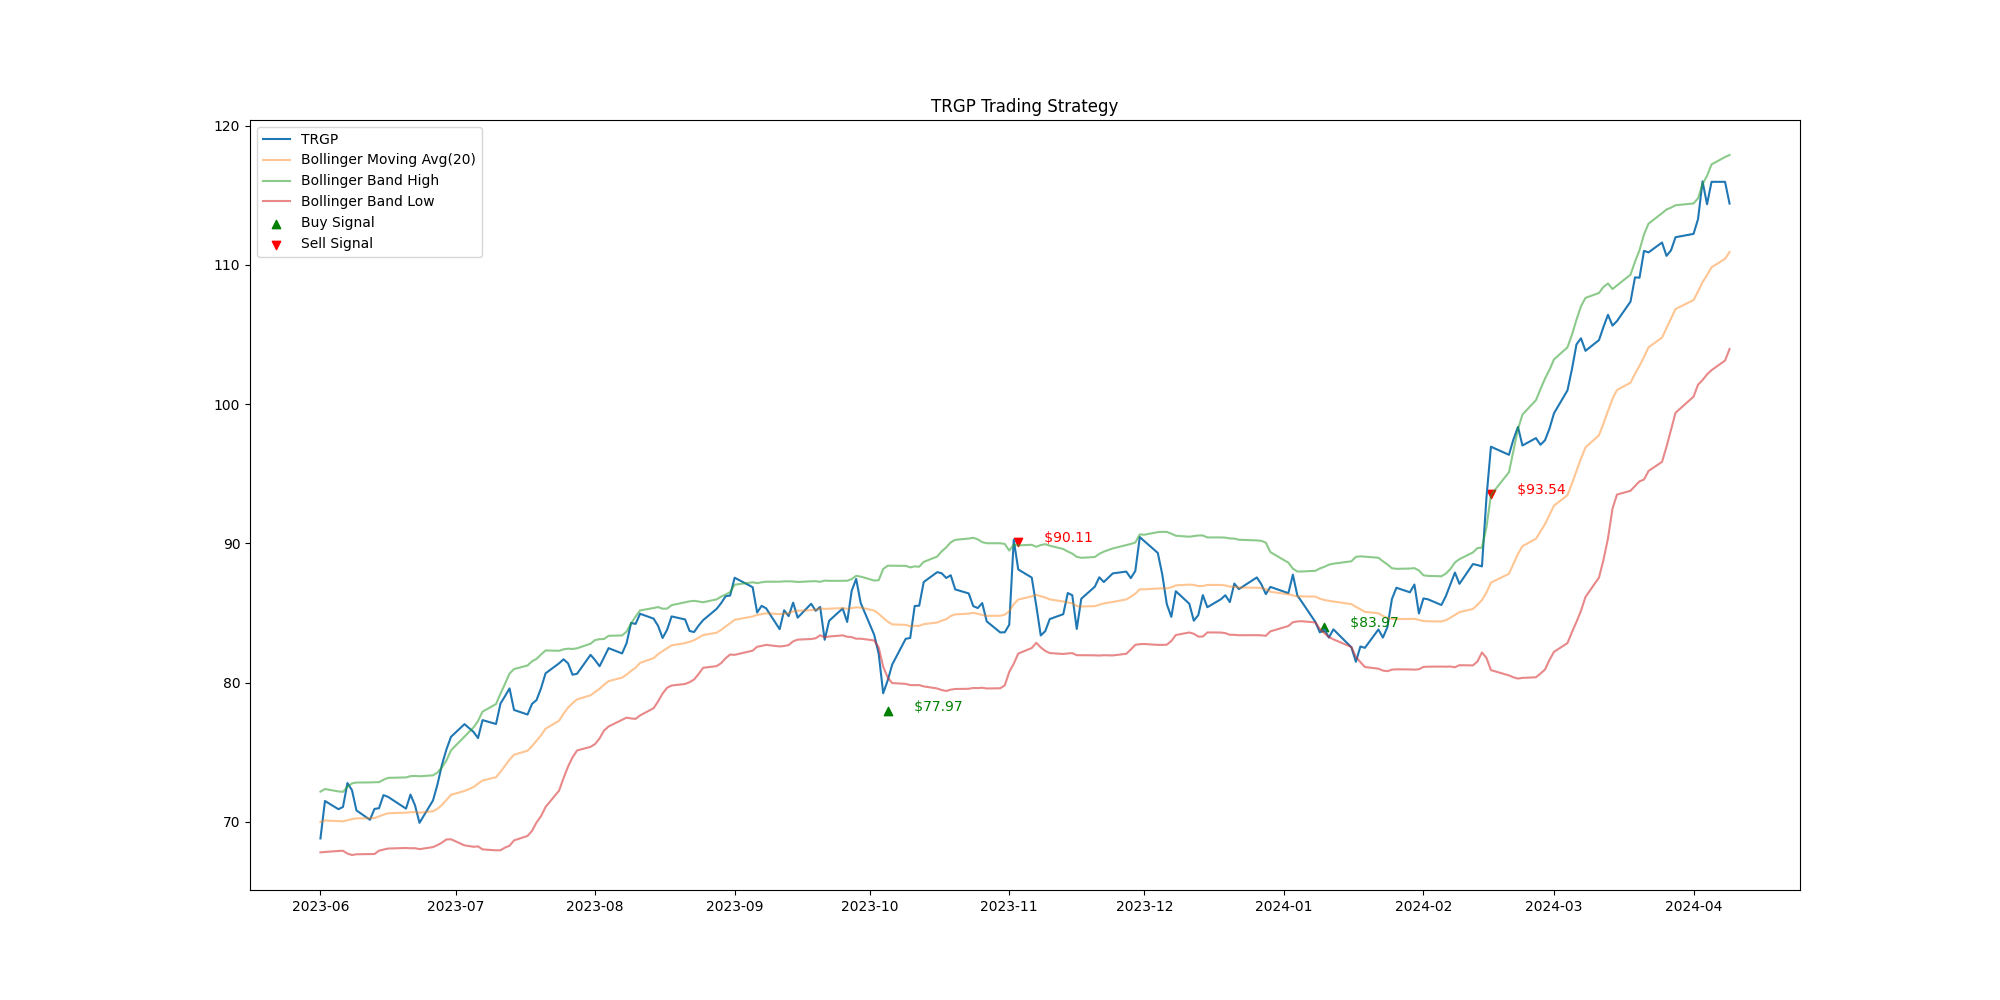 TRGP Trading Strategy
120
TRGP
Bollinger Moving Avg(20)
Bollinger Band High
Bollinger Band Low
Buy Signal
Sell Signal
110
100
90
80
70
$93.54
$90.11
$83.97
$77.97
2023-06 2023-07 2023-08 2023-09 2023-10 2023-11 2023-12 2024-01 2024-02 2024-03 2024-04